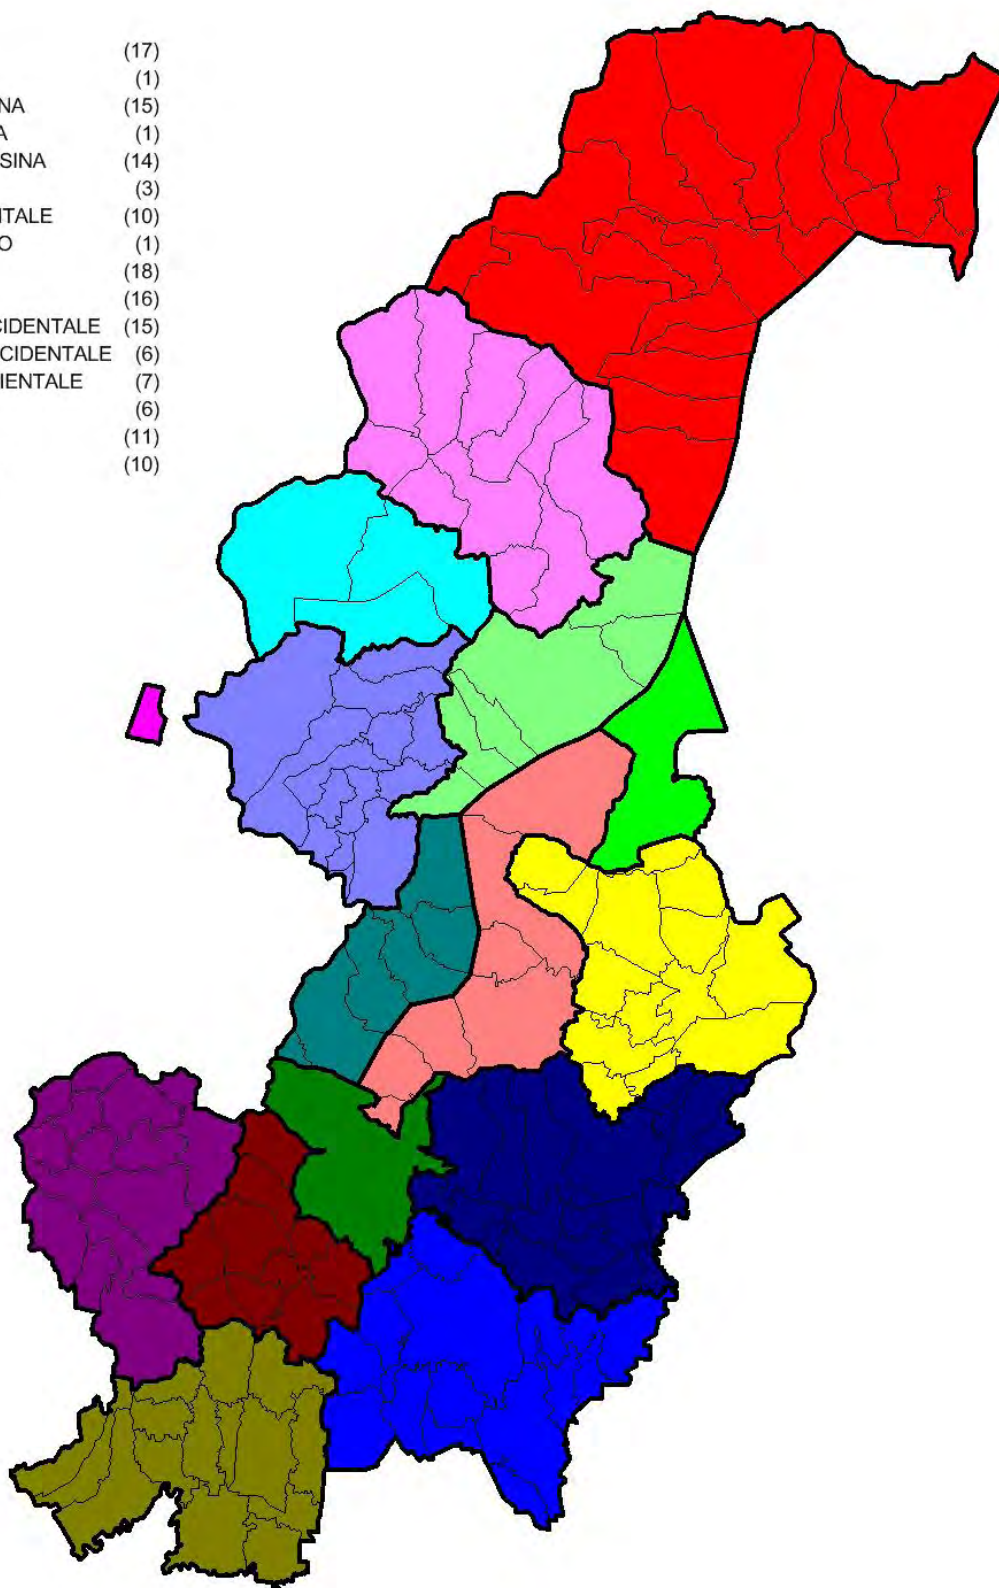 (17)
(1)
NA (15)
A (1)
SINA (14)
(3)
TALE (10)
O (1)
(18)
(16)
CIDENTALE (15)
CCIDENTALE (6)
IENTALE (7)
(6)
(11)
(10)